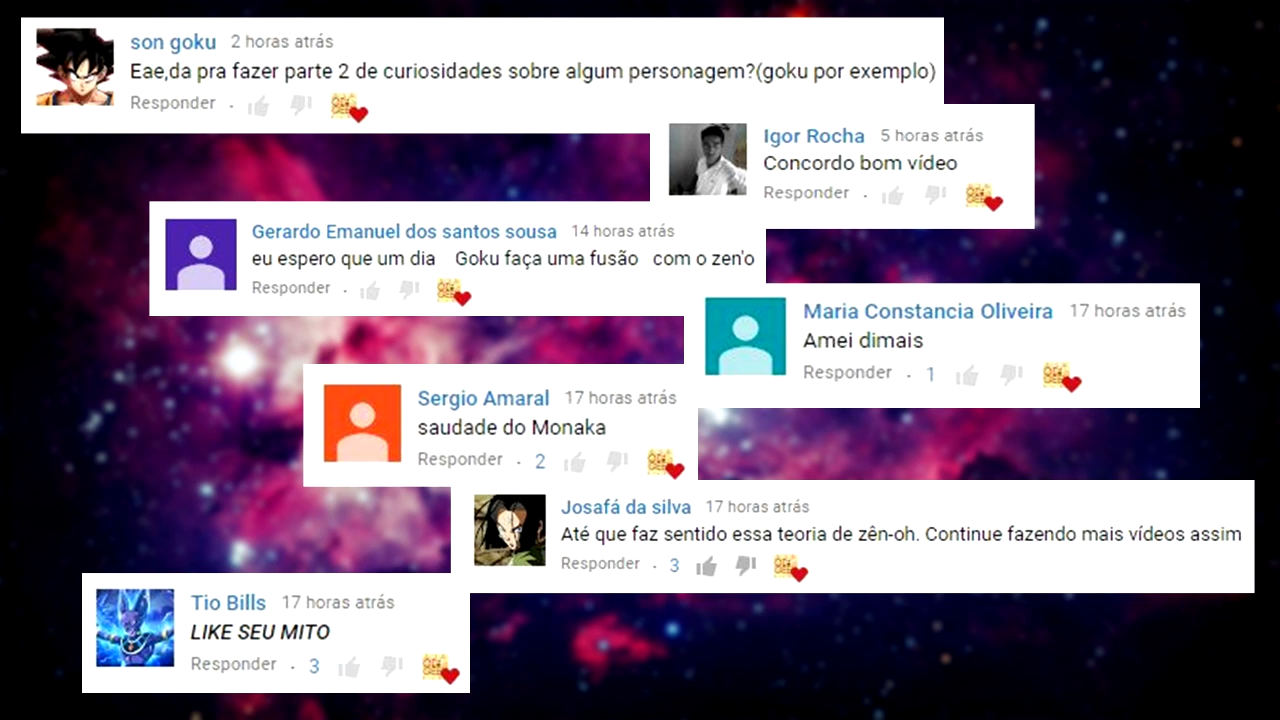 son goku 2 horas atrás
Eae,da pra fazer parte 2 de curiosidades sobre algum personagem?(goku por exemplo)
Responder ·
Igor Rocha 5 horas atrás
Concordo bom vídeo
Responder ·
Gerardo Emanuel dos santos sousa 14 horas atrás
eu espero que um dia Goku faça uma fusão com o zen'o
Responder ·
Maria Constancia Oliveira 17 horas atrás
Amei dimais
Responder · 1
Sergio Amaral 17 horas atrás
saudade do Monaka
Responder · 2
Josafá da silva 17 horas atrás
Até que faz sentido essa teoria de zên-oh. Continue fazendo mais vídeos assim
Responder · 3
Tio Bills 17 horas atrás
LIKE SEU MITO
Responder · 3